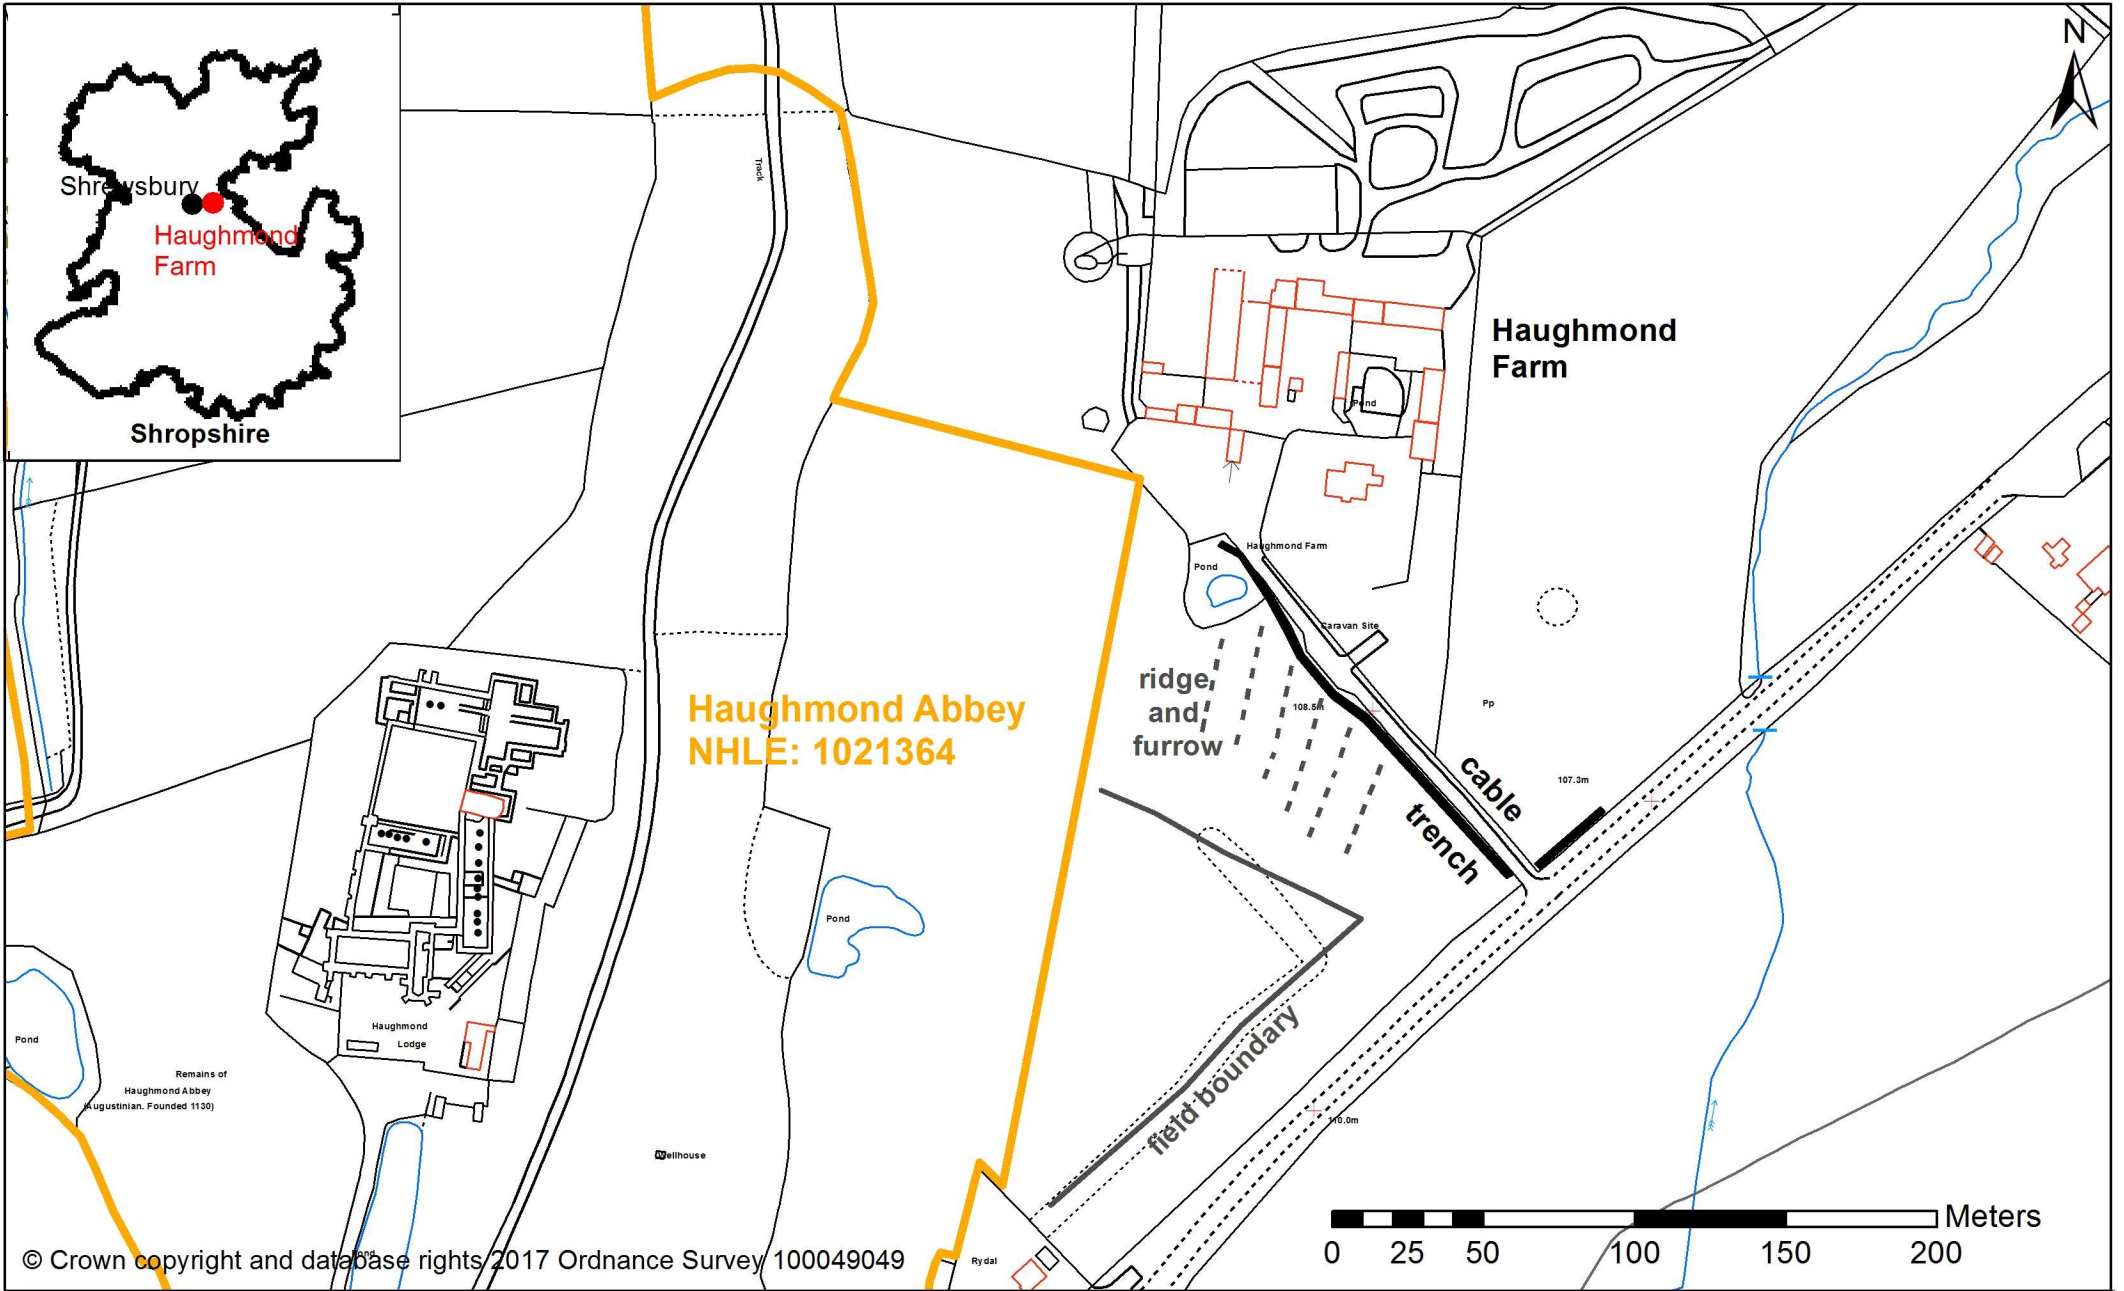 N
Shrewsbury
Haughmond
Farm
Shropshire
Track
Haughmond
Farm
Pond
Haughmond Farm
Pond
Caravan Site
ridge
and
furrow
108.5m
Pp
cable
trench
107.3m
Haughmond Abbey
NHLE: 1021364
Pond
field boundary
110.0m
Haughmond
Lodge
Pond
Remains of
Haughmond Abbey
(Augustinian. Founded 1130)
Wellhouse
Rydal
Pond
© Crown copyright and database rights 2017 Ordnance Survey 100049049
Meters
0 25 50 100 150 200